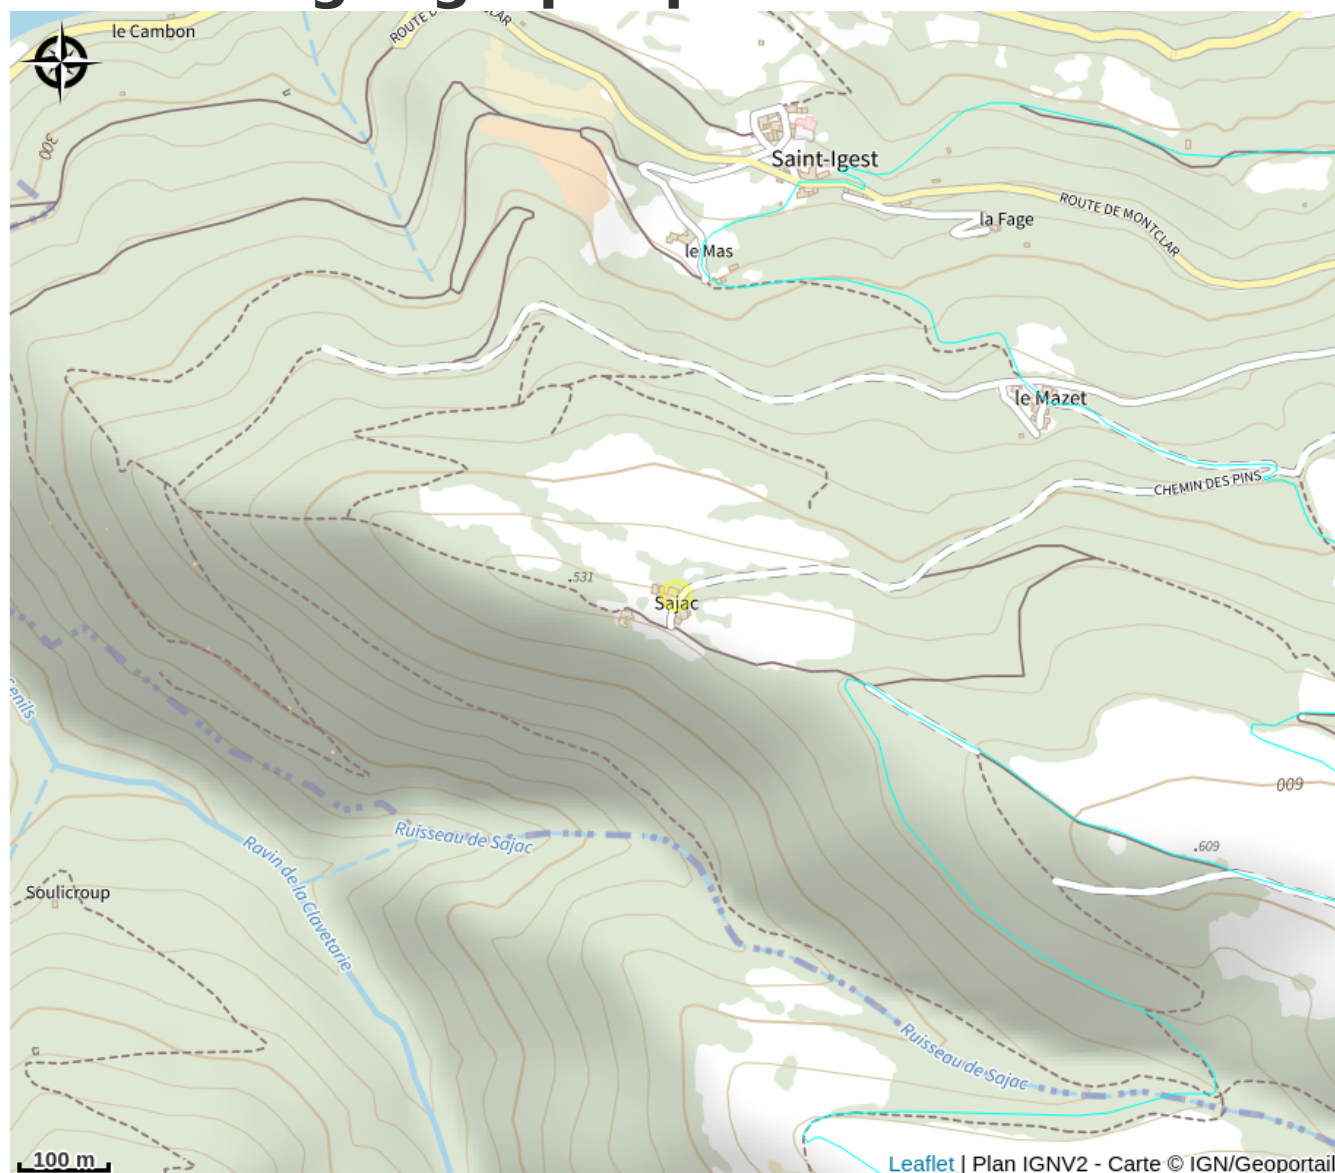 le Cambon
300
Saint-Igest
la Fage
ROUTE DE MONTCLAR
le Mas
le Mazet
CHEMIN DES PINS
.531
Sajac
600
.609
Ruisseau de Sajac
Ravin de la Clavetarie
Soulicroup
Ruisseau de Sajac
100 m
Leaflet | Plan IGNV2 - Carte © IGN/Geoportail